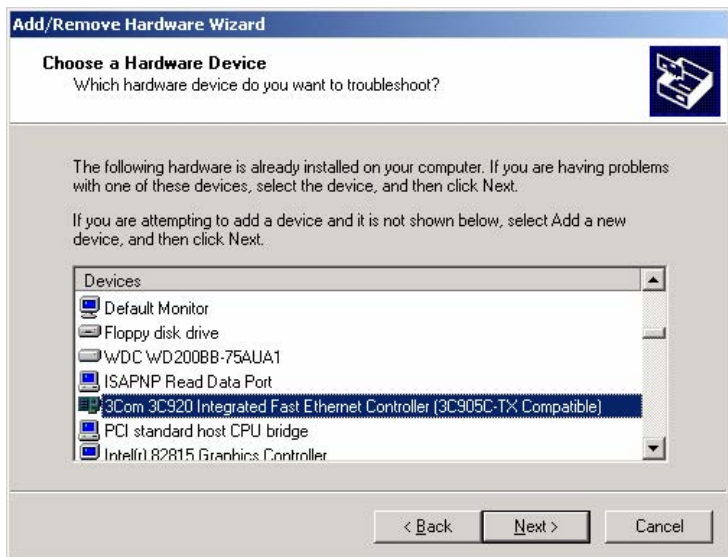 Add/Remove Hardware Wizard
Choose a Hardware Device
Which hardware device do you want to troubleshoot?
The following hardware is already installed on your computer. If you are having problems
with one of these devices, select the device, and then click Next.
If you are attempting to add a device and it is not shown below, select Add a new
device, and then click Next.
Devices
Default Monitor
Floppy disk drive
WDC WD200BB-75AUA1
ISAPNP Read Data Port
3Com 3C920 Integrated Fast Ethernet Controller (3C905C-TX Compatible)
PCI standard host CPU bridge
Intel(r) 82815 Graphics Controller
< Back
Next >
Cancel